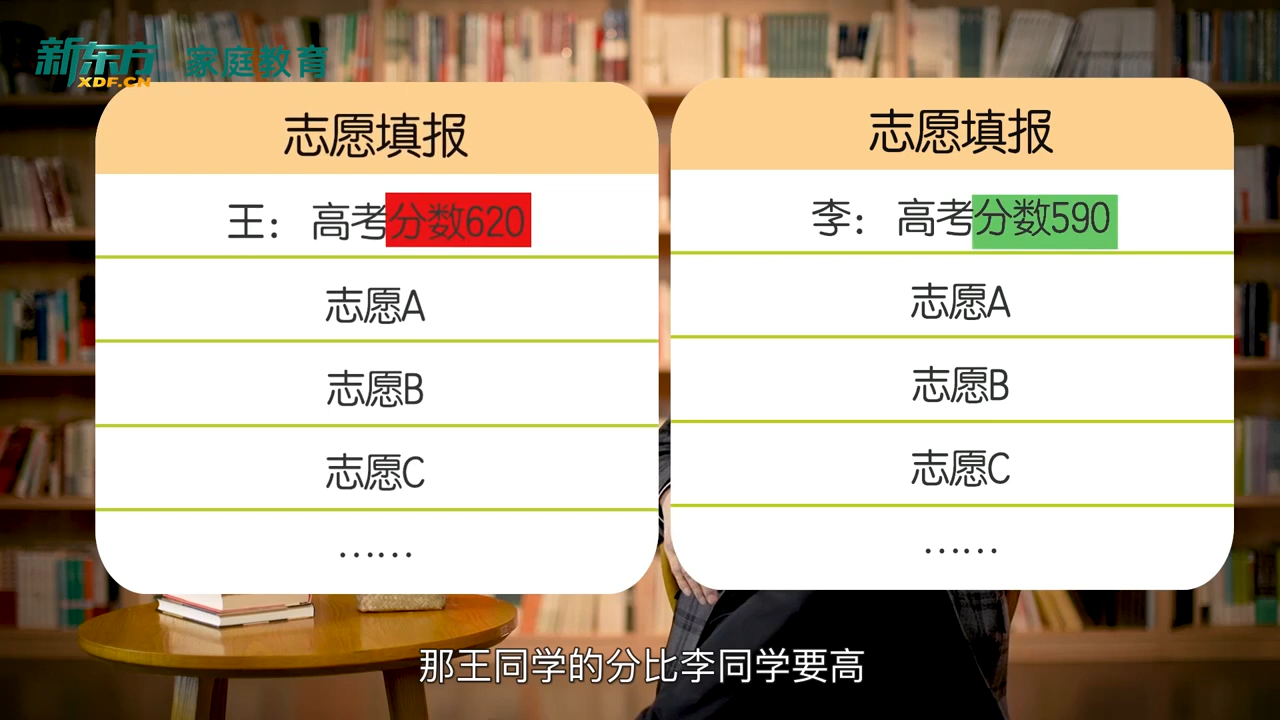 新东方 家庭教育
XDF.CN
志愿填报
王： 高考分数620
志愿A
志愿B
志愿C
……
志愿填报
李： 高考分数590
志愿A
志愿B
志愿C
……
那王同学的分比李同学要高